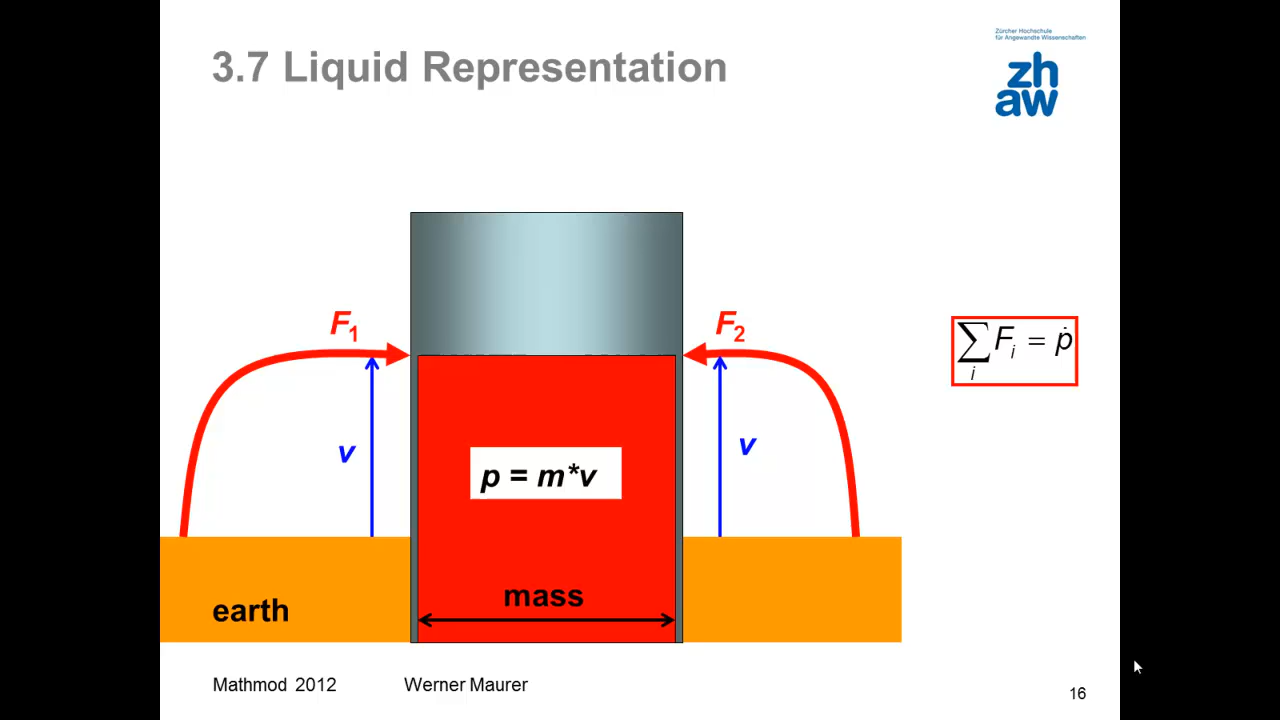 Zürcher Hochschule
für Angewandte Wissenschaften
zh
aw
3.7 Liquid Representation
F1
F2
∑i Fi = ṗ
v
v
p = m*v
mass
earth
Mathmod 2012 Werner Maurer
16